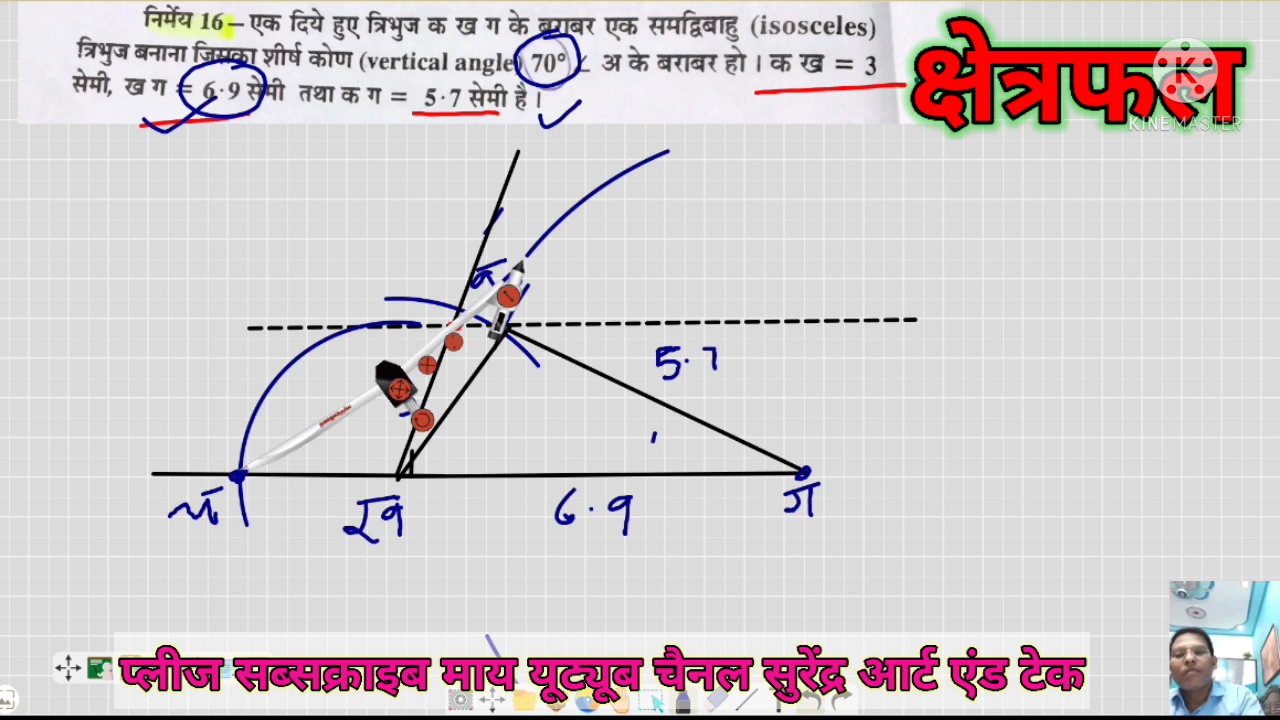 निर्मेय 16 – एक दिये हुए त्रिभुज क ख ग के बराबर एक समद्विबाहु (isosceles)
त्रिभुज बनाना जिसका शीर्ष कोण (vertical angle) 70° ∠ अ के बराबर हो। क ख = 3
सेमी, ख ग = 6·9 सेमी तथा क ग = 5·7 सेमी है।
क्षेत्रफल
K
KINEMASTER
5.7
ख
6.9
ग
प्लीज सब्सक्राइब माय यूट्यूब चैनल सुरेंद्र आर्ट एंड टेक